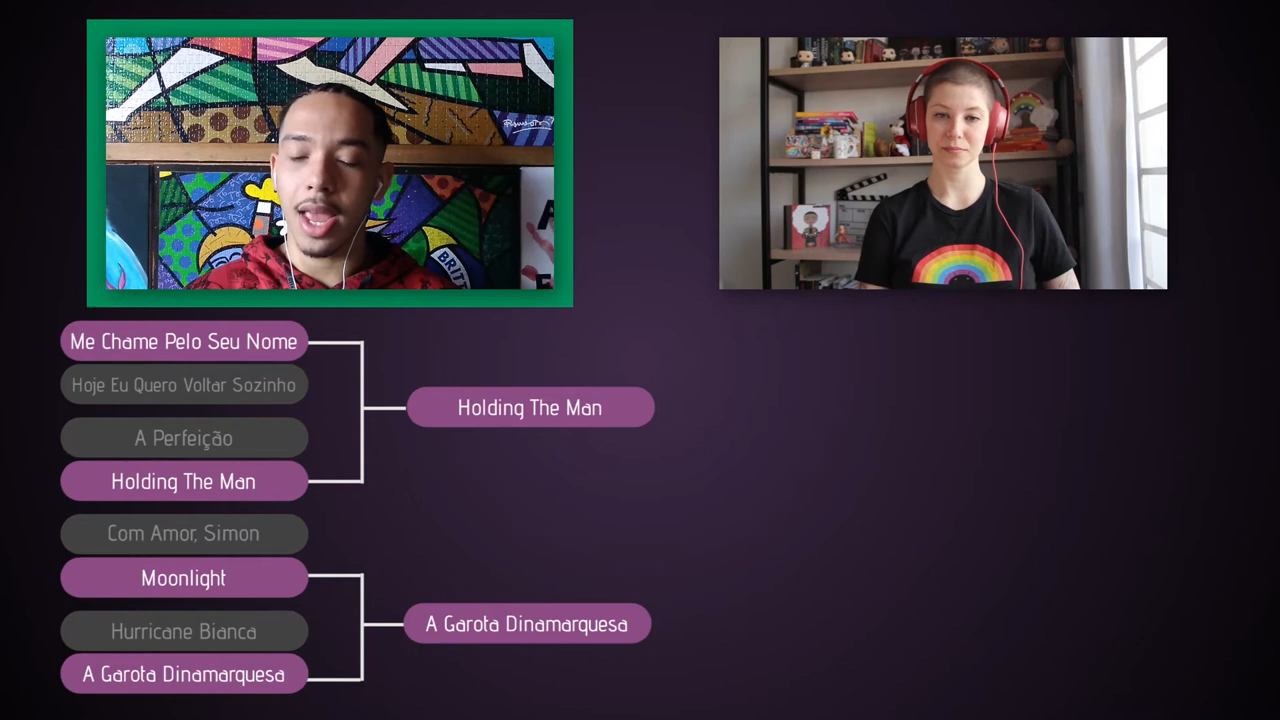 BRITTO
Me Chame Pelo Seu Nome
Hoje Eu Quero Voltar Sozinho
A Perfeição
Holding The Man
Com Amor, Simon
Moonlight
Hurricane Bianca
A Garota Dinamarquesa
Holding The Man
A Garota Dinamarquesa